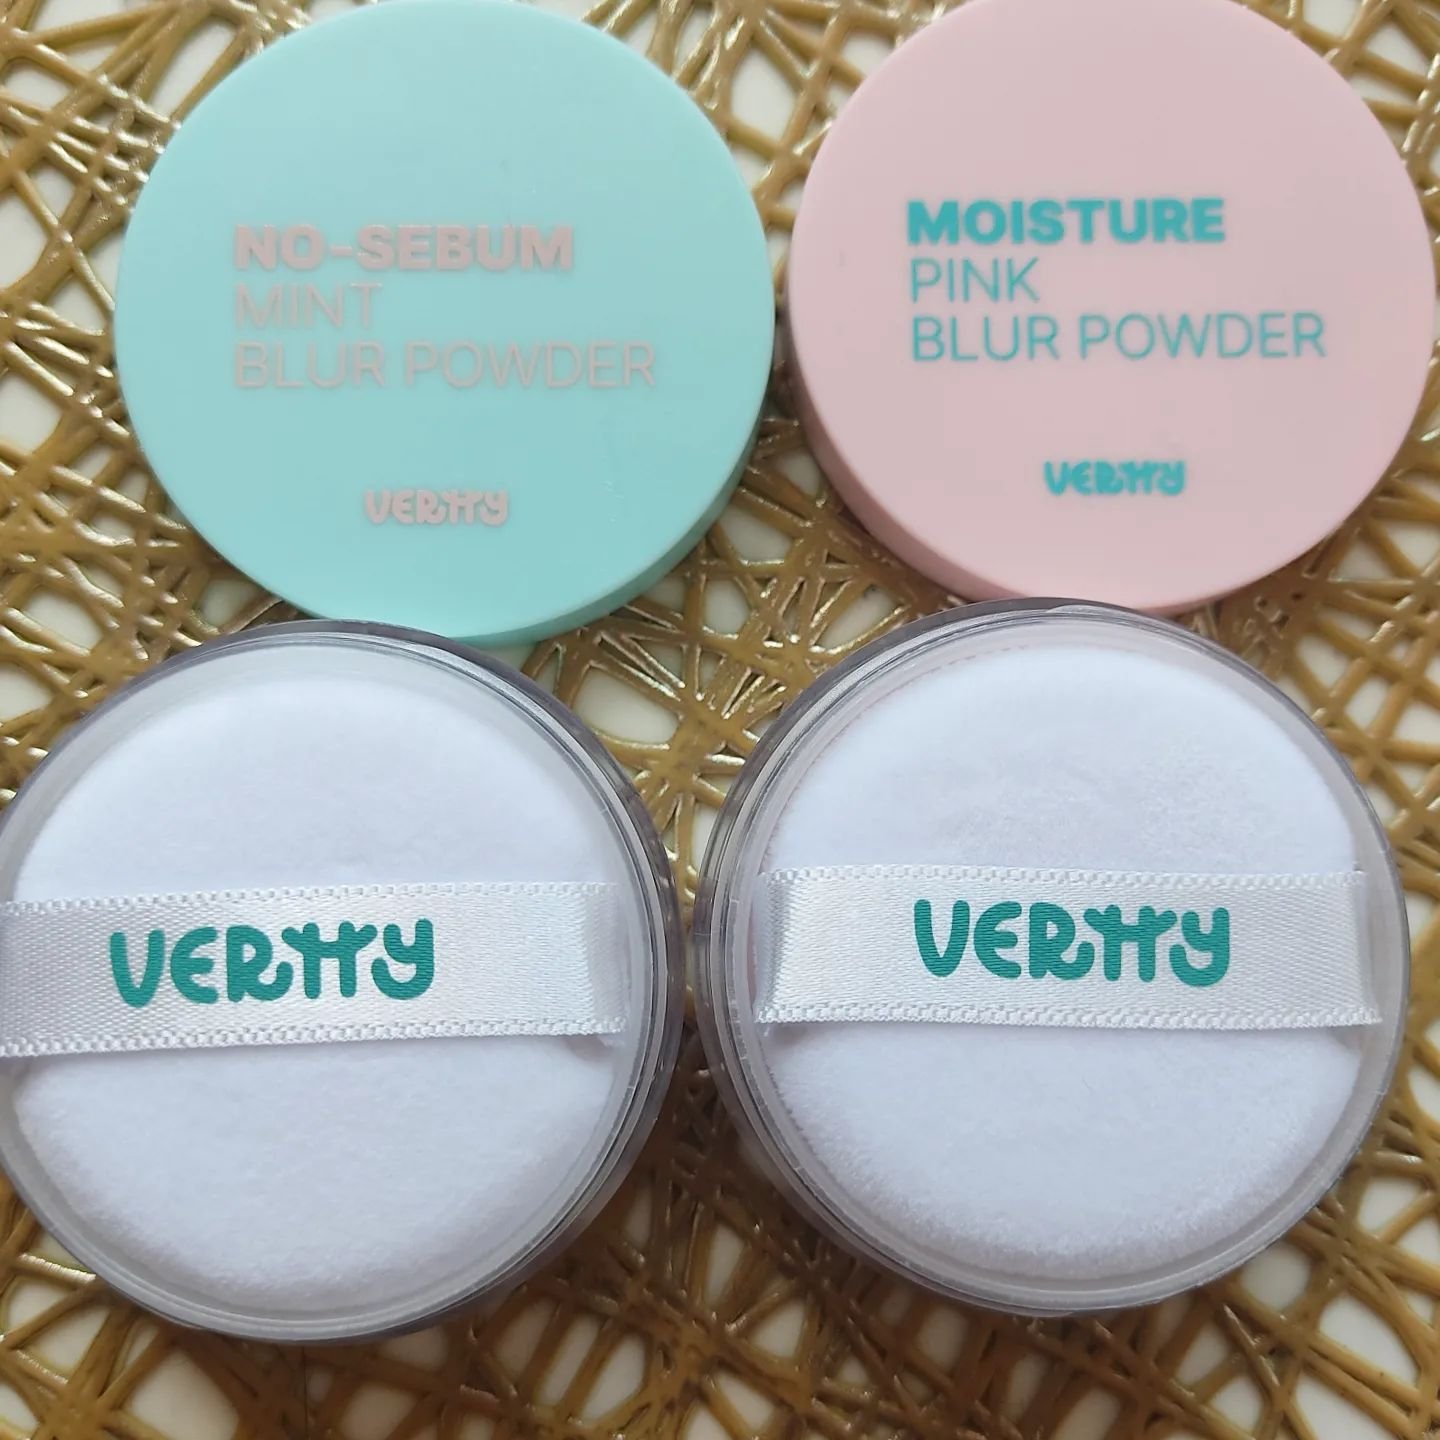 NO-SEBUM
MINT
BLUR POWDER
VERTTY
MOISTURE
PINK
BLUR POWDER
VERTTY
VERTTY
VERTTY